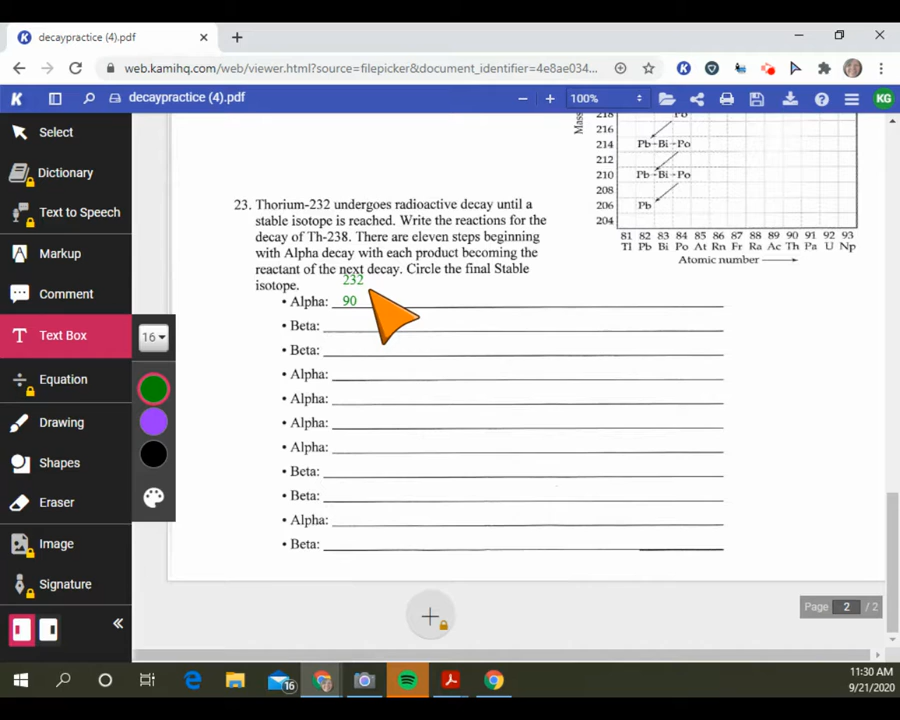 decaypractice (4).pdf
web.kamihq.com/web/viewer.html?source=filepicker&document_identifier=4e8ae034...
decaypractice (4).pdf
100%
KG
Select
Dictionary
Text to Speech
Markup
Comment
Text Box
16
Equation
Drawing
Shapes
Eraser
Image
Signature
218
Po
216
214 Pb Bi Po
212
210 Pb Bi Po
208
206 Pb
204
Mass
81 82 83 84 85 86 87 88 89 90 91 92 93
Tl Pb Bi Po At Rn Fr Ra Ac Th Pa U Np
Atomic number
23. Thorium-232 undergoes radioactive decay until a
stable isotope is reached. Write the reactions for the
decay of Th-238. There are eleven steps beginning
with Alpha decay with each product becoming the
reactant of the next decay. Circle the final Stable
isotope.
232
• Alpha: 90
• Beta:
• Beta:
• Alpha:
• Alpha:
• Alpha:
• Alpha:
• Beta:
• Beta:
• Alpha:
• Beta:
Page 2 / 2
16
11:30 AM
9/21/2020